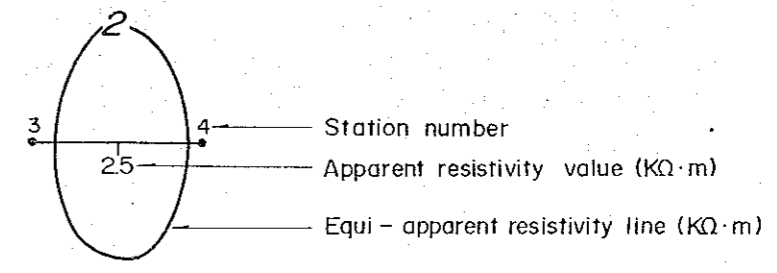 2
3
4
Station number
2.5
Apparent resistivity value (KΩ·m)
Equi-apparent resistivity line (KΩ·m)